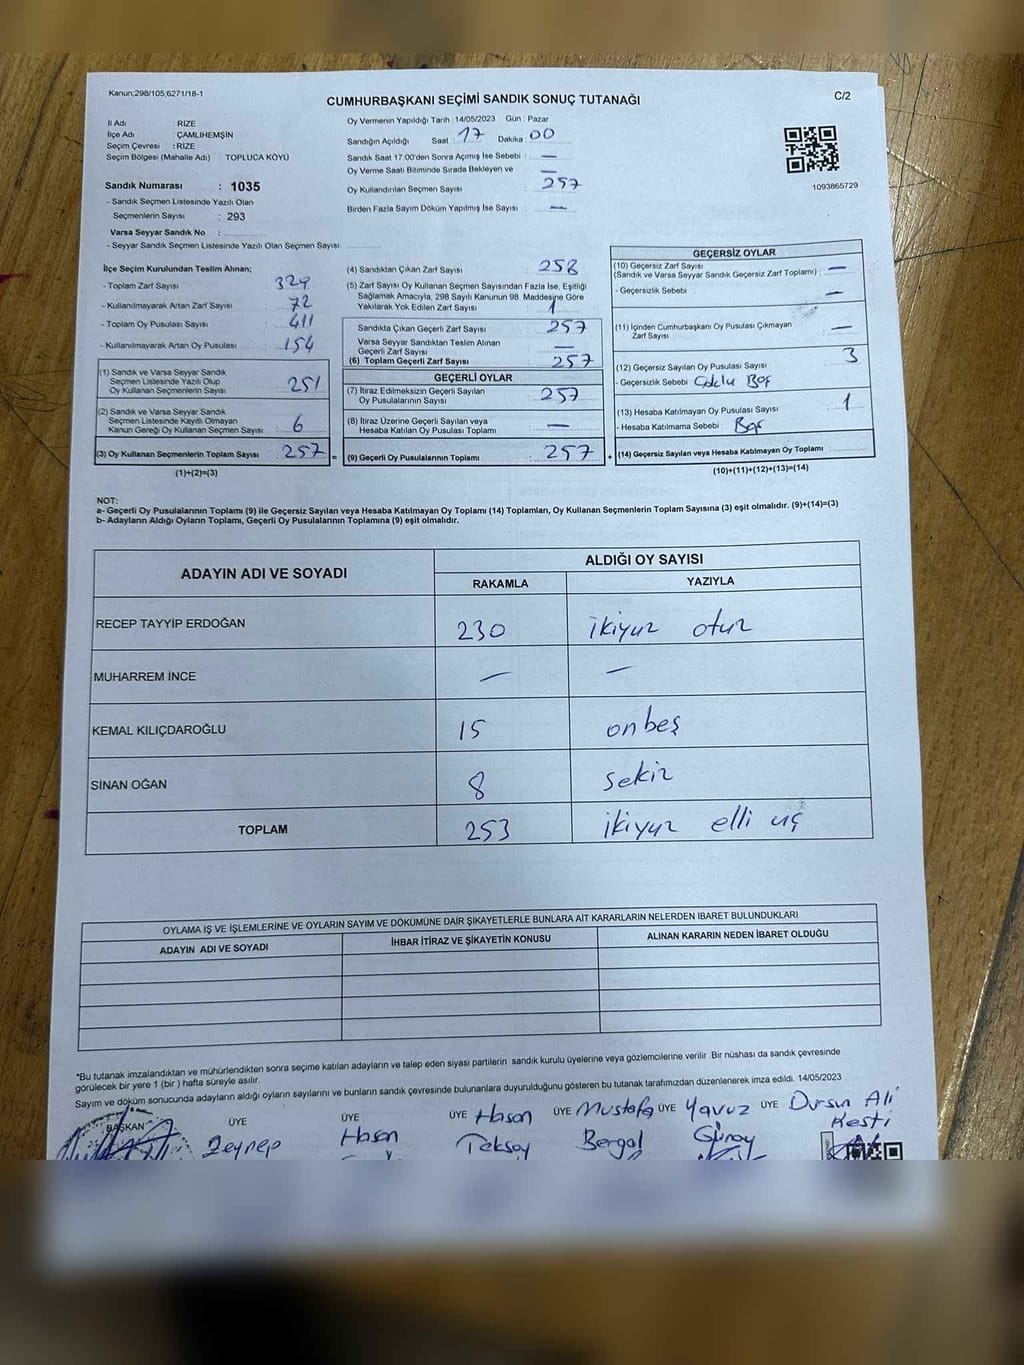 Kanun,298/105,6271/18-1
CUMHURBAŞKANI SEÇİMİ SANDIK SONUÇ TUTANAĞI
C/2
İl Adı : RİZE
İlçe Adı : ÇAMLIHEMŞİN
Seçim Çevresi : RİZE
Seçim Bölgesi (Mahalle Adı) : TOPLUCA KÖYÜ
Sandık Numarası : 1035
- Sandık Seçmen Listesinde Yazılı Olan
Seçmenlerin Sayısı : 293
Varsa Seyyar Sandık No :
- Seyyar Sandık Seçmen Listesinde Yazılı Olan Seçmen Sayısı
Oy Vermenin Yapıldığı Tarih : 14/05/2023 Gün : Pazar
Sandığın Açıldığı Saat : 17 Dakika : 00
Sandık Saat 17.00'den Sonra Açımış İse Sebebi : —
Oy Verme Saati Bitiminde Sırada Bekleyen ve —
Oy Kullandırılan Seçmen Sayısı : 257
Birden Fazla Sayım Döküm Yapılmış İse Sayısı : —
1093865729
İlçe Seçim Kurulundan Teslim Alınan;
- Toplam Zarf Sayısı : 329
- Kullanılmayarak Artan Zarf Sayısı : 72
- Toplam Oy Pusulası Sayısı : 411
- Kullanılmayarak Artan Oy Pusulası : 154
(1) Sandık ve Varsa Seyyar Sandık
Seçmen Listesinde Yazılı Olup
Oy Kullanan Seçmenlerin Sayısı : 251
(2) Sandık ve Varsa Seyyar Sandık
Seçmen Listesinde Kayıtlı Olmayan
Kanun Gereği Oy Kullanan Seçmen Sayısı : 6
(3) Oy Kullanan Seçmenlerin Toplam Sayısı : 257
(1)+(2)=(3)
(4) Sandıktan Çıkan Zarf Sayısı : 258
(5) Zarf Sayısı Oy Kullanan Seçmen Sayısından Fazla İse, Eşitliği
Sağlamak Amacıyla, 298 Sayılı Kanunun 98. Maddesine Göre
Yakılarak Yok Edilen Zarf Sayısı : 1
Sandıkta Çıkan Geçerli Zarf Sayısı : 257
Varsa Seyyar Sandıktan Teslim Alınan
Geçerli Zarf Sayısı : —
(6) Toplam Geçerli Zarf Sayısı : 257
GEÇERLİ OYLAR
(7) İtiraz Edilmeksizin Geçerli Sayılan
Oy Pusulalarının Sayısı : 257
(8) İtiraz Üzerine Geçerli Sayılan veya
Hesaba Katılan Oy Pusulası Toplamı : —
= (9) Geçerli Oy Pusulalarının Toplamı : 257 +
GEÇERSİZ OYLAR
(10) Geçersiz Zarf Sayısı
(Sandık ve Varsa Seyyar Sandık Geçersiz Zarf Toplamı) : —
- Geçersizlik Sebebi : —
(11) İçinden Cumhurbaşkanı Oy Pusulası Çıkmayan
Zarf Sayısı : —
(12) Geçersiz Sayılan Oy Pusulası Sayısı : 3
- Geçersizlik Sebebi Çoklu Boş
(13) Hesaba Katılmayan Oy Pusulası Sayısı : 1
- Hesaba Katılmama Sebebi : Boş
(14) Geçersiz Sayılan veya Hesaba Katılmayan Oy Toplamı :
(10)+(11)+(12)+(13)=(14)
NOT:
a- Geçerli Oy Pusulalarının Toplamı (9) ile Geçersiz Sayılan veya Hesaba Katılmayan Oy Toplamı (14) Toplamları, Oy Kullanan Seçmenlerin Toplam Sayısına (3) eşit olmalıdır. (9)+(14)=(3)
b- Adayların Aldığı Oyların Toplamı, Geçerli Oy Pusulalarının Toplamına (9) eşit olmalıdır.
ADAYIN ADI VE SOYADI
ALDIĞI OY SAYISI
RAKAMLA YAZIYLA
RECEP TAYYİP ERDOĞAN 230 ikiyuz otuz
MUHARREM İNCE — —
KEMAL KILIÇDAROĞLU 15 onbeş
SİNAN OĞAN 8 sekiz
TOPLAM 253 ikiyuz elli uç
OYLAMA İŞ VE İŞLEMLERİNE VE OYLARIN SAYIM VE DÖKÜMÜNE DAİR ŞİKAYETLERLE BUNLARA AİT KARARLARIN NELERDEN İBARET BULUNDUKLARI
ADAYIN ADI VE SOYADI İHBAR İTİRAZ VE ŞİKAYETİN KONUSU ALINAN KARARIN NEDEN İBARET OLDUĞU
*Bu tutanak imzalandıktan ve mühürlendikten sonra seçime katılan adayların ve talep eden siyasi partilerin sandık kurulu üyelerine veya gözlemcilerine verilir .Bir nüshası da sandık çevresinde
görülecek bir yere 1 (bir ) hafta süreyle asılır.
Sayım ve döküm sonucunda adayların aldığı oyların sayılarını ve bunların sandık çevresinde bulunanlara duyurulduğunu gösteren bu tutanak tarafımızdan düzenlenerek imza edildi. 14/05/2023
BAŞKAN ÜYE ÜYE ÜYE Hasan ÜYE Mustafa ÜYE Yavuz ÜYE Dursun Ali
Zeynep Hasan Teksoy Bergal Günay Kesti